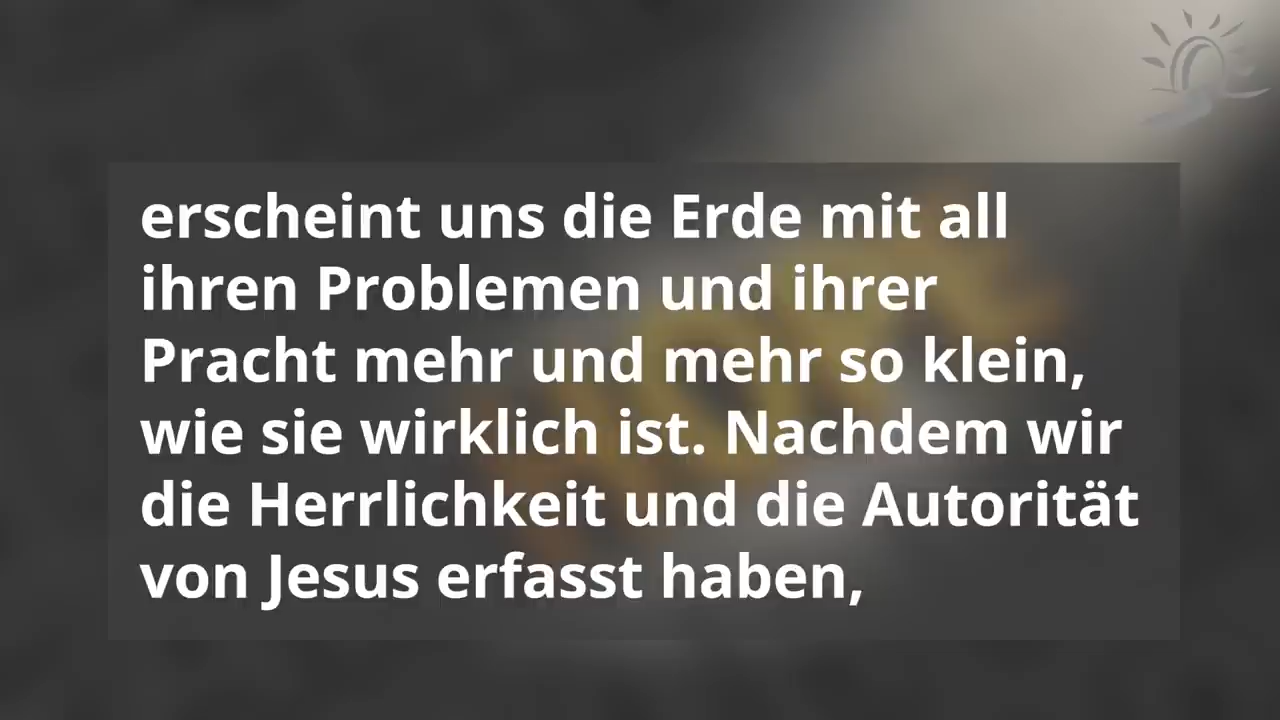 erscheint uns die Erde mit all
ihren Problemen und ihrer
Pracht mehr und mehr so klein,
wie sie wirklich ist. Nachdem wir
die Herrlichkeit und die Autorität
von Jesus erfasst haben,